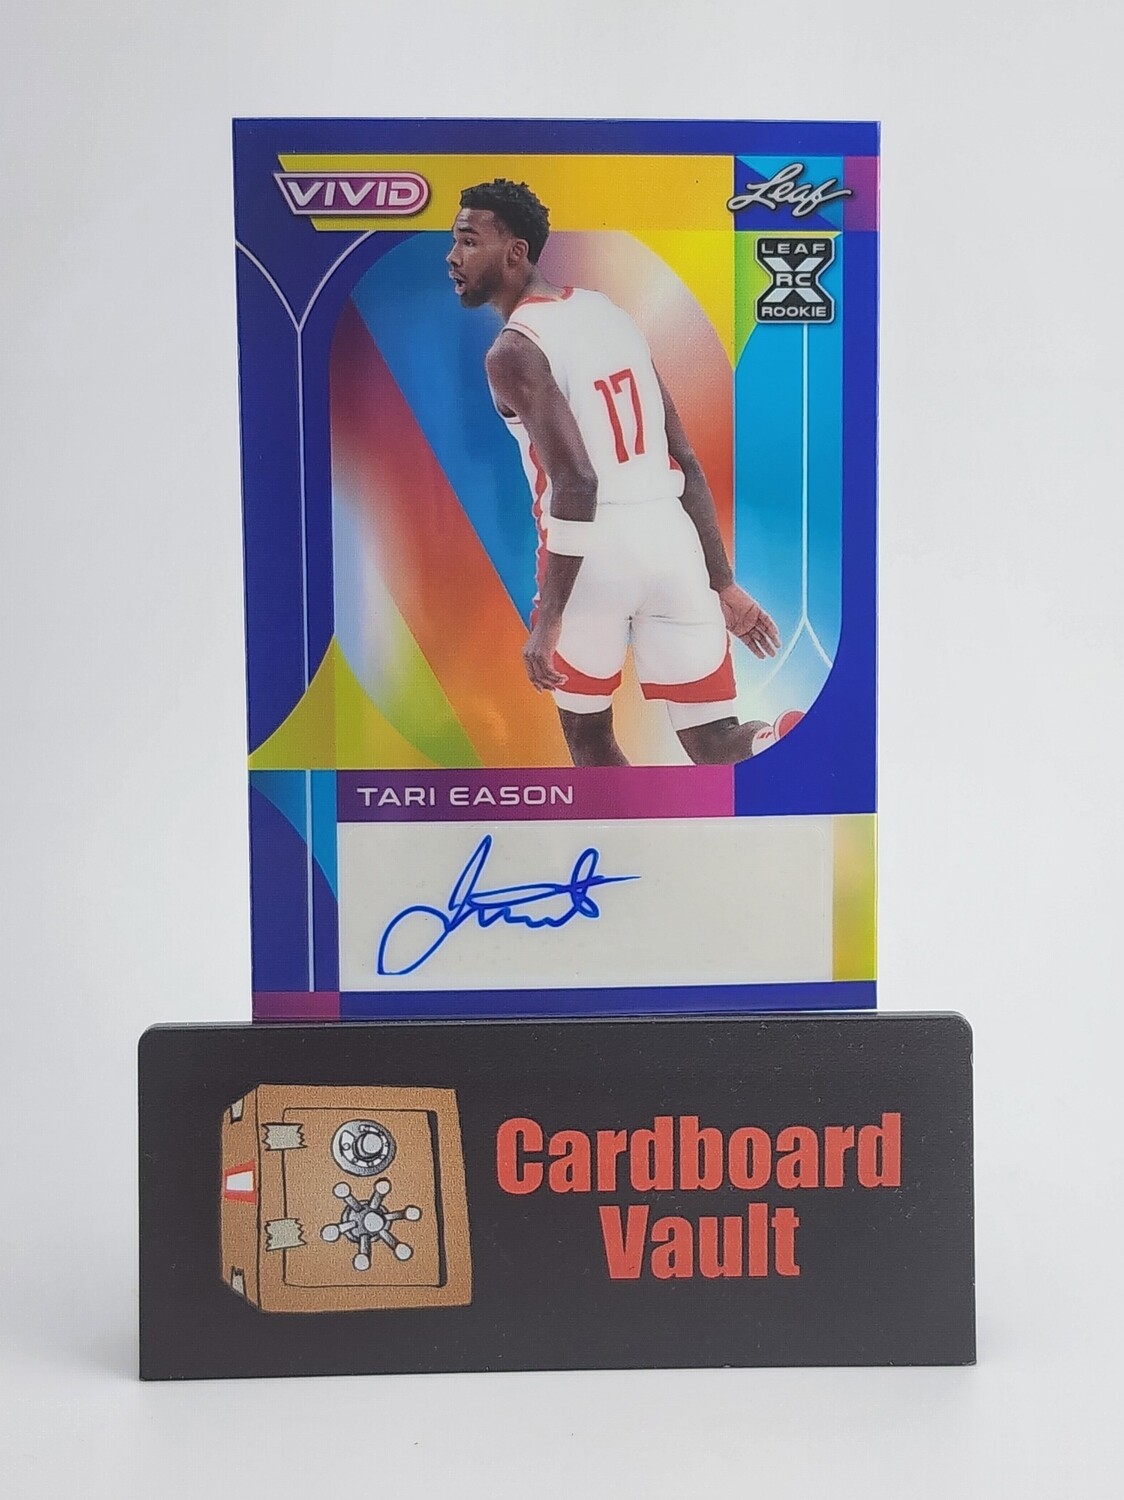 VIVID
Leaf
LEAF
RC
ROOKIE
17
TARI EASON
Cardboard
Vault